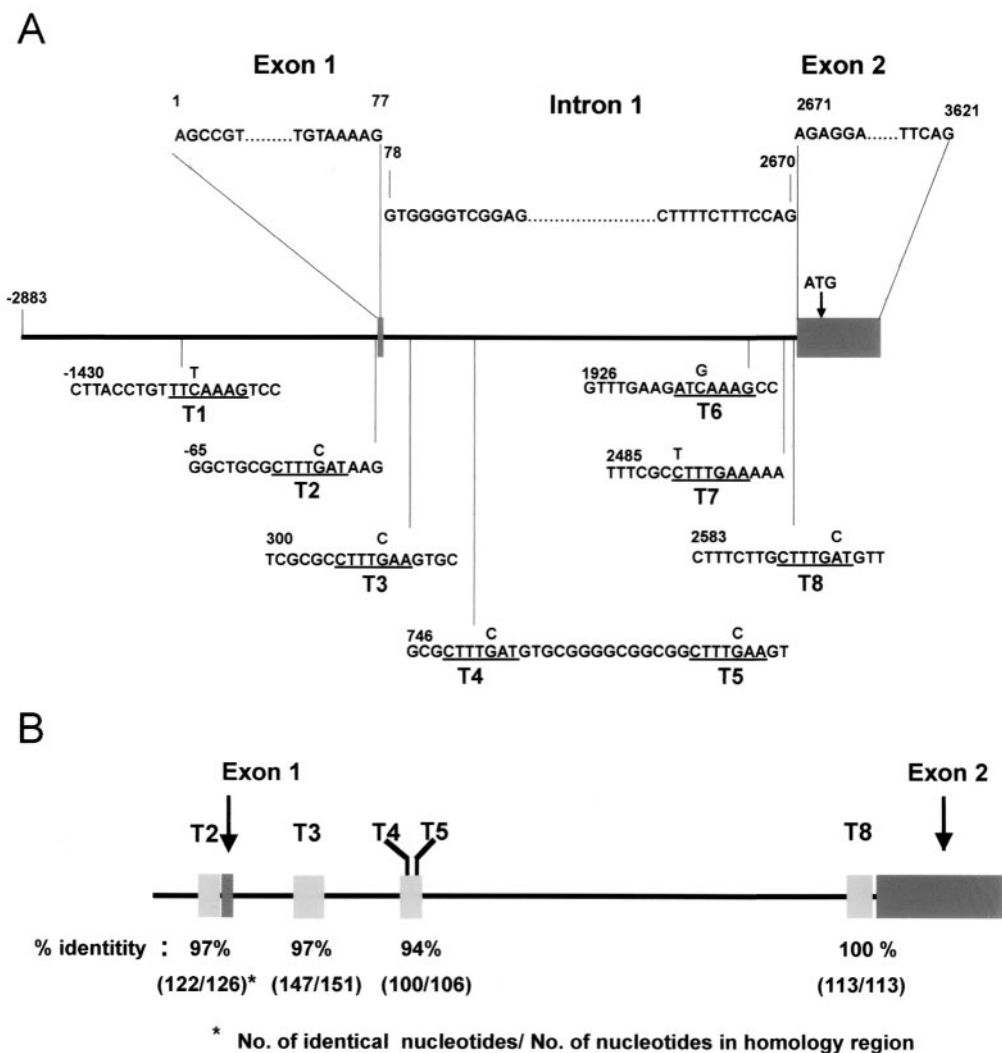 A
Exon 1
Exon 2
1
77
Intron 1
2671
3621
AGCCGT.........TGTAAAAG
AGAGGA......TTCAG
78
2670
GTGGGGTCGGAG........................CTTTTCTTTCCAG
-2883
ATG
-1430
T
CTTACCTGTTTCAAAGTCC
T1
1926
G
GTTTGAAGATCAAAGCC
T6
-65
C
GGCTGCGCTTTGATAAG
T2
2485
T
TTTCGCCTTTGAAAAA
T7
300
C
TCGCGCCTTTGAAGTGC
T3
2583
C
CTTTCTTGCTTTGATGTT
T8
746
C
C
GCGCTTTGATGTGCGGGGCGGCGGCTTTGAAGT
T4
T5
B
Exon 1
Exon 2
T2
T3
T4
T5
T8
% identitity : 97% 97% 94% 100 %
(122/126)* (147/151) (100/106) (113/113)
* No. of identical nucleotides/ No. of nucleotides in homology region